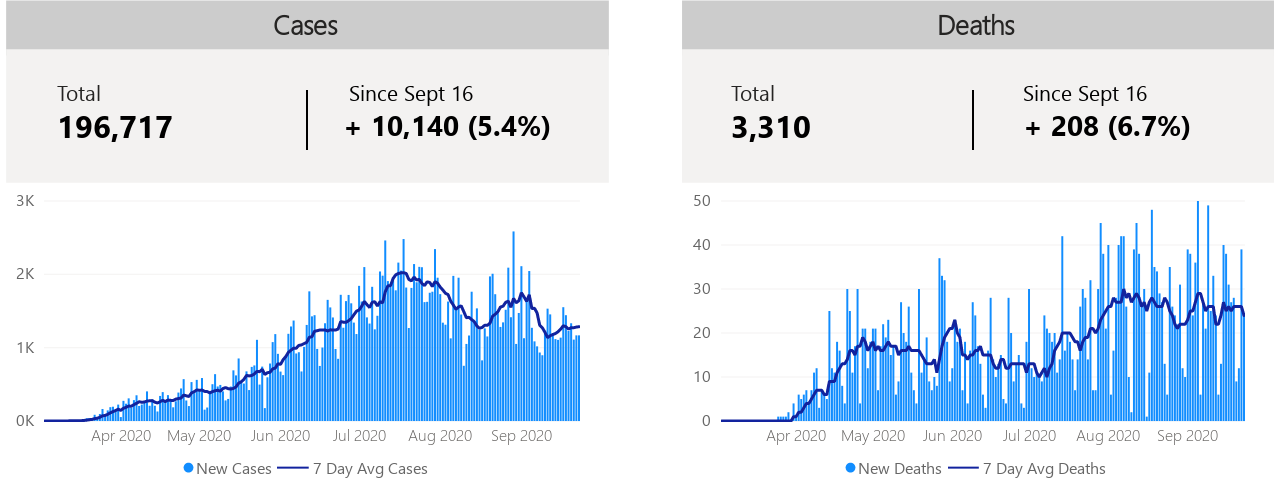 Cases
Total
196,717
Since Sept 16
+ 10,140 (5.4%)
3K
2K
1K
0K
Apr 2020 May 2020 Jun 2020 Jul 2020 Aug 2020 Sep 2020
New Cases 7 Day Avg Cases
Deaths
Total
3,310
Since Sept 16
+ 208 (6.7%)
50
40
30
20
10
0
Apr 2020 May 2020 Jun 2020 Jul 2020 Aug 2020 Sep 2020
New Deaths 7 Day Avg Deaths